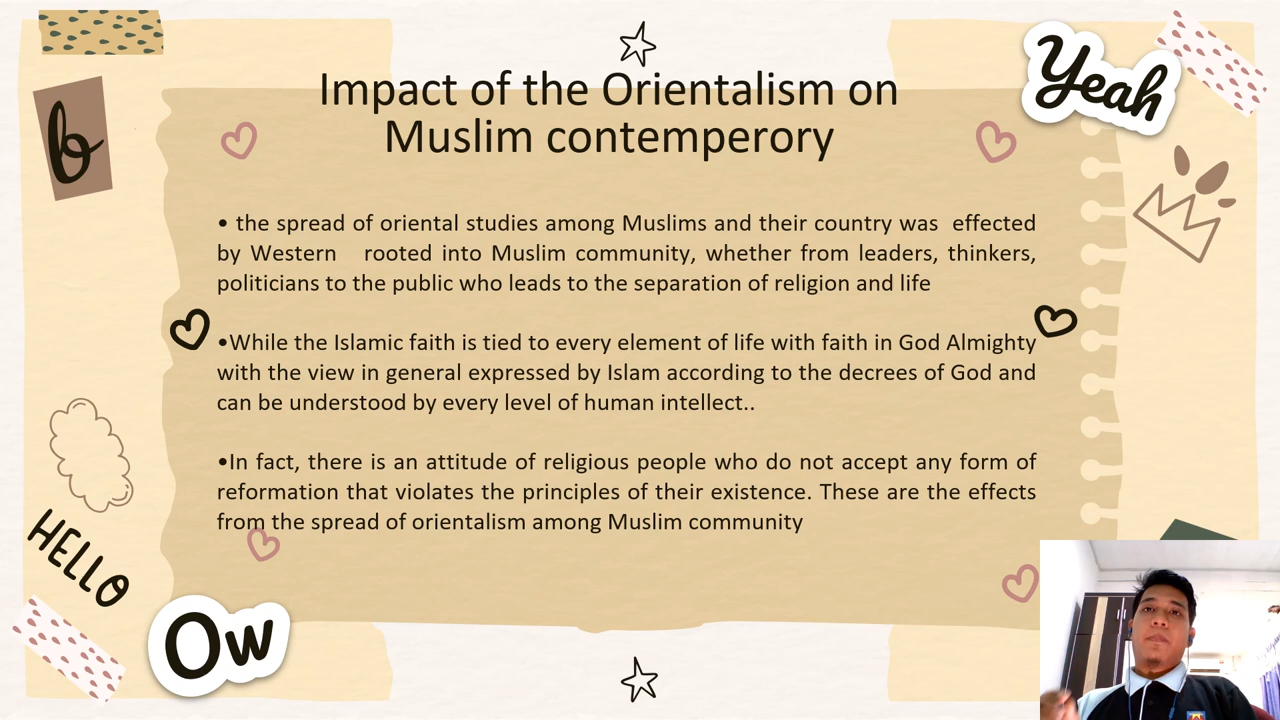 Yeah
b
Impact of the Orientalism on
Muslim contemperory
• the spread of oriental studies among Muslims and their country was effected
by Western rooted into Muslim community, whether from leaders, thinkers,
politicians to the public who leads to the separation of religion and life
•While the Islamic faith is tied to every element of life with faith in God Almighty
with the view in general expressed by Islam according to the decrees of God and
can be understood by every level of human intellect..
•In fact, there is an attitude of religious people who do not accept any form of
reformation that violates the principles of their existence. These are the effects
from the spread of orientalism among Muslim community
HELLO
Ow